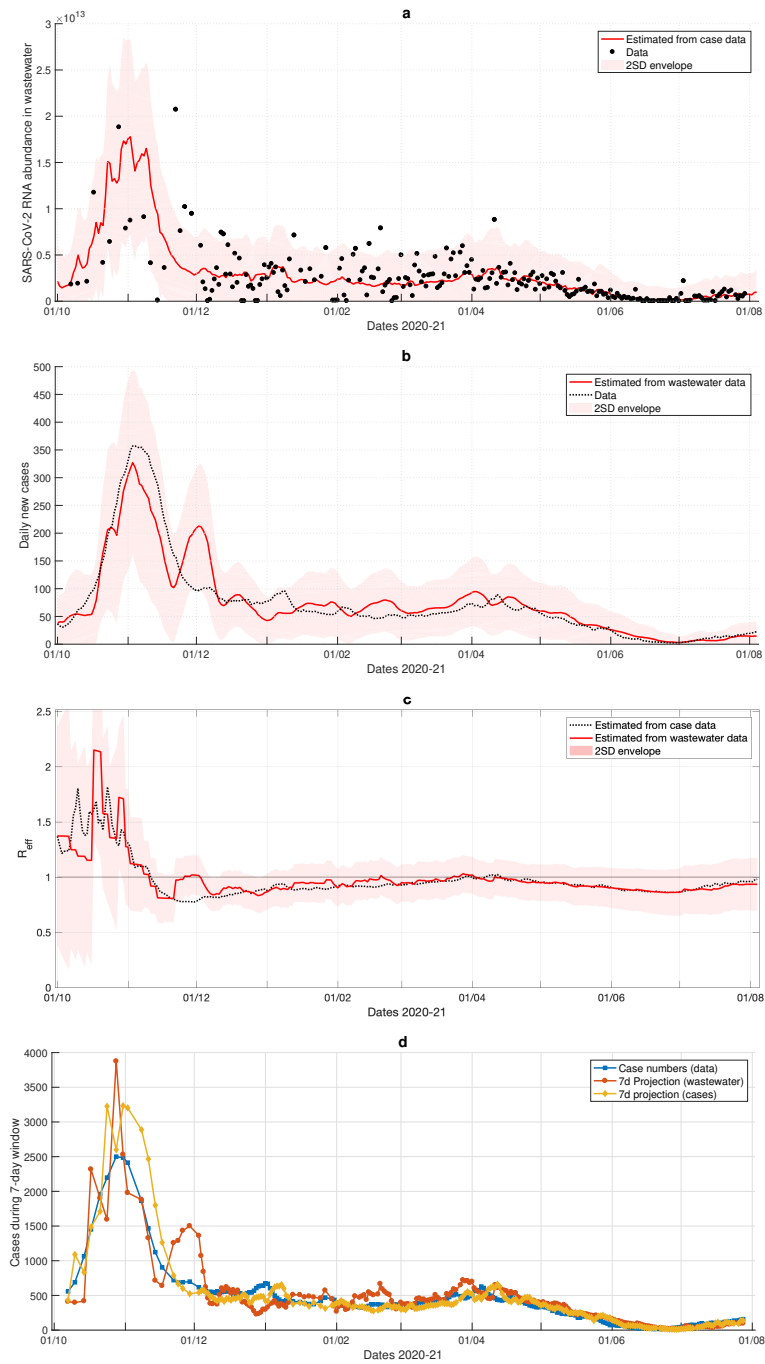 a
×10^13
3
2.5
2
1.5
1
0.5
0
SARS-CoV-2 RNA abundance in wastewater
Estimated from case data
Data
2SD envelope
01/10
01/12
01/02
01/04
01/06
01/08
Dates 2020-21
b
500
450
400
350
300
250
200
150
100
50
0
Daily new cases
Estimated from wastewater data
Data
2SD envelope
01/10
01/12
01/02
01/04
01/06
01/08
Dates 2020-21
c
2.5
2
1.5
1
0.5
0
R_eff
Estimated from case data
Estimated from wastewater data
2SD envelope
01/10
01/12
01/02
01/04
01/06
01/08
Dates 2020-21
d
4000
3500
3000
2500
2000
1500
1000
500
0
Cases during 7-day window
Case numbers (data)
7d Projection (wastewater)
7d projection (cases)
01/10
01/12
01/02
01/04
01/06
01/08
Dates 2020-21